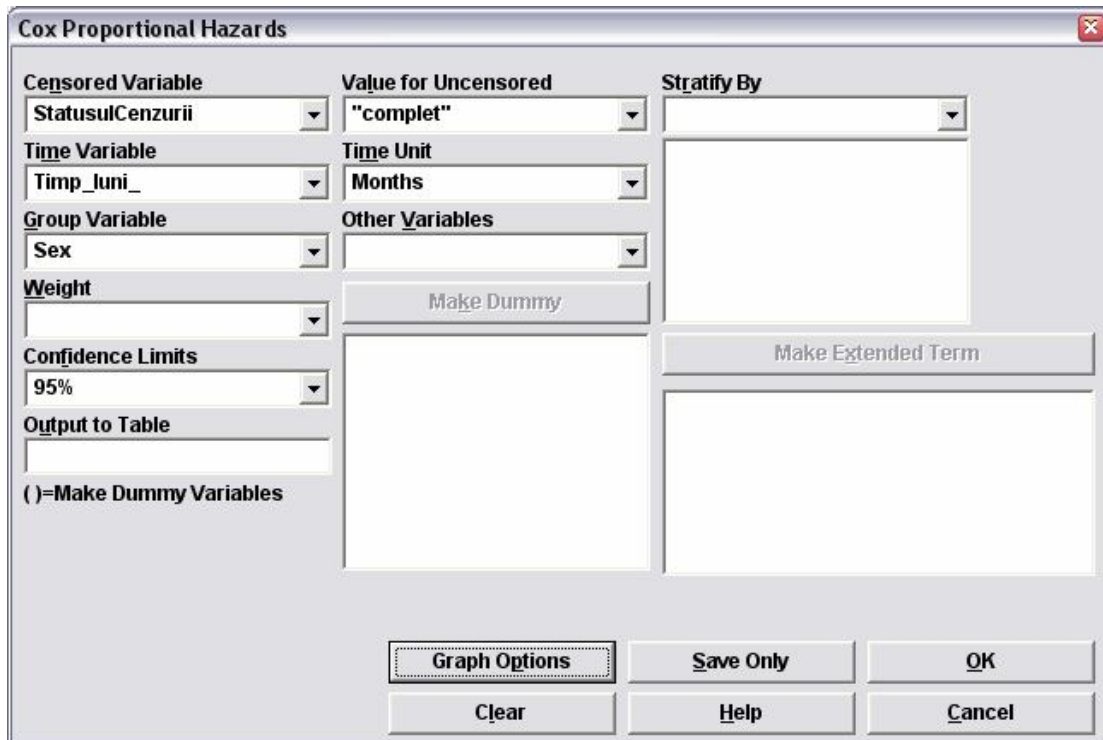 Cox Proportional Hazards
Censored Variable
StatusulCenzurii
Value for Uncensored
"complet"
Stratify By
Time Variable
Timp_luni_
Time Unit
Months
Group Variable
Sex
Other Variables
Weight
Make Dummy
Confidence Limits
95%
Make Extended Term
Output to Table
( )=Make Dummy Variables
Graph Options
Save Only
OK
Clear
Help
Cancel